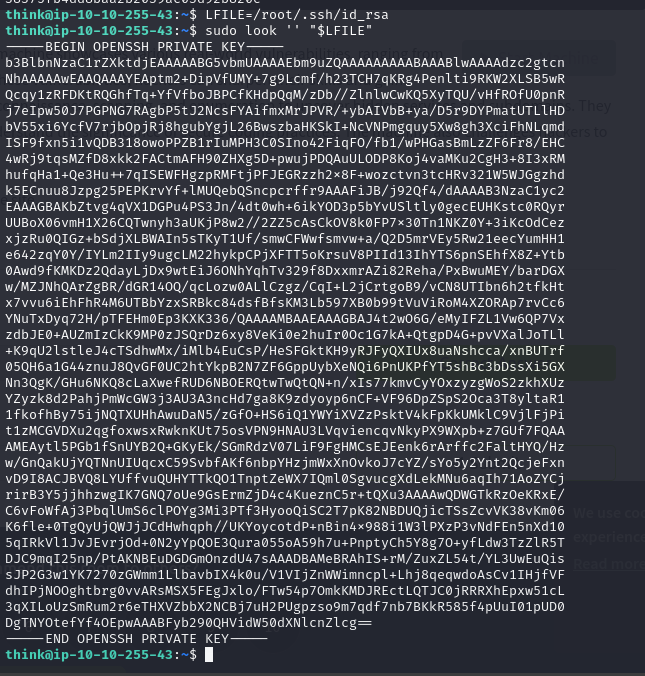 think@ip-10-10-255-43:~$ LFILE=/root/.ssh/id_rsa
think@ip-10-10-255-43:~$ sudo look '' "$LFILE"
-----BEGIN OPENSSH PRIVATE KEY-----
b3BlbnNzaC1rZXktdjEAAAAABG5vbmUAAAAEbm9uZQAAAAAAAAABAAABlwAAAAdzc2gtcn
NhAAAAAwEAAQAAAYEAptm2+DipVfUMY+7g9Lcmf/h23TCH7qKRg4Penlti9RKW2XLSB5wR
Qcqy1zRFDKtRQGhfTq+YfVfboJBPCfKHdpQqM/zDb//ZlnlwCwKQ5XyTQU/vHfROfU0pnR
j7eIpw50J7PGPNG7RAgbP5tJ2NcsFYAifmxMrJPVR/+ybAIVbB+ya/D5r9DYPmatUTLlHD
bV55xi6YcfV7rjbOpjRj8hgubYgjL26BwszbaHKSkI+NcVNPmgquy5Xw8gh3XciFhNLqmd
ISF9fxn5i1vQDB318owoPPZB1rIuMPH3C0SIno42FiqFO/fb1/wPHGasBmLzZF6Fr8/EHC
4wRj9tqsMZfD8xkk2FACtmAFH90ZHXg5D+pwujPDQAuULODP8Koj4vaMKu2CgH3+8I3xRM
hufqHa1+Qe3Hu++7qISEWFHgzpRMFtjPFJEGRzzh2x8F+wozctvn3tcHRv321W5WJGgzhd
k5ECnuu8Jzpg25PEPKrvYf+lMUQebQSncpcrffr9AAAFiJB/j92Qf4/dAAAAB3NzaC1yc2
EAAAGBAKbZtvg4qVX1DGPu4PS3Jn/4dt0wh+6ikYOD3p5bYvUSltly0gecEUHKstc0RQyr
UUBoX06vmH1X26CQTwnyh3aUKjP8w2//2ZZ5cAsCkOV8k0FP7x30Tn1NKZ0Y+3iKcOdCez
xjzRu0QIGz+bSdjXLBWAIn5sTKyT1Uf/smwCFWwfsmvw+a/Q2D5mrVEy5Rw21eecYumHH1
e642zqY0Y/IYLm2IIy9ugcLM22hykpCPjXFTT5oKrsuV8PIId13IhYTS6pnSEhfX8Z+Ytb
0Awd9fKMKDz2QdayLjDx9wtEiJ6ONhYqhTv329f8DxxmrAZi82Reha/PxBwuMEY/barDGX
w/MZJNhQArZgBR/dGR14OQ/qcLozw0ALlCzgz/CqI+L2jCrtgoB9/vCN8UTIbn6h2tfkHt
x7vvu6iEhFhR4M6UTBbYzxSRBkc84dsfBfsKM3Lb597XB0b99tVuViRoM4XZORAp7rvCc6
YNuTxDyq72H/pTFEHm0Ep3KXK336/QAAAAMBAAEAAAGBAJ4t2wO6G/eMyIFZL1Vw6QP7Vx
zdbJE0+AUZmIzCkK9MP0zJSQrDz6xy8VeKi0e2huIr0Oc1G7kA+QtgpD4G+pvVXalJoTLl
+K9qU2lstleJ4cTSdhwMx/iMlb4EuCsP/HeSFGktKH9yRJFyQXIUx8uaNshcca/xnBUTrf
05QH6a1G44znuJ8QvGF0UC2htYkpB2N7ZF6GppUybXeNQi6PnUKPfYT5shBc3bDssXi5GX
Nn3QgK/GHu6NKQ8cLaXwefRUD6NBOERQtwTwQtQN+n/xIs77kmvCyYOxzyzgWoS2zkhXUz
YZyzk8d2PahjPmWcGW3j3AU3A3ncHd7ga8K9zdyoyp6nCF+VF96DpZSpS2Oca3T8yltaR1
1fkofhBy75ijNQTXUHhAwuDaN5/zGfO+HS6iQ1YWYiXVZzPsktV4kFpKkUMklC9VjlFjPi
t1zMCGVDXu2qgfoxwsxRwknKUt75osVPN9HNAU3LVqviencqvNkyPX9WXpb+z7GUf7FQAA
AMEAytl5PGb1fSnUYB2Q+GKyEk/SGmRdzV07LiF9FgHMCsEJEenk6rArffc2FaltHYQ/Hz
w/GnQakUjYQTNnUIUqcxC59SvbfAKf6nbpYHzjmWxXnOvkoJ7cYZ/sYo5y2Ynt2QcjeFxn
vD9I8ACJBVQ8LYUffvuQUHYTTkQO1TnptZeWX7IQml0SgvucgXdLekMNu6aqIh71AoZYCj
rirB3Y5jjhhzwgIK7GNQ7oUe9GsErmZjD4c4KueznC5r+tQXu3AAAAwQDWGTkRzOeKRxE/
C6vFoWfAj3PbqlUmS6clPOYg3Mi3PTf3HyooQiSC2T7pK82NBDUQjicTSsZcvVK38vKm06
K6fle+0TgQyUjQWJjJCdHwhqph//UKYoycotdP+nBin4x988i1W3lPXzP3vNdFEn5nXd10
5qIRkVl1JvJEvrjOd+0N2yYpQOE3Qura055oA59h7u+PnptyCh5Y8g7O+yfLdw3TzZlR5T
DJC9mqI25np/PtAKNBEuDGDGmOnzdU47sAAADBAMeBRAhIS+rM/ZuxZL54t/YL3UwEuQis
sJP2G3w1YK7270zGWmm1LlbavbIX4k0u/V1VIjZnWWimncpl+Lhj8qeqwdoAsCv1IHjfVF
dhIPjNOOghtbrg0vvARsMSX5FEgJxlo/FTw54p7OmkKMDJREctLQTJC0jRRRXhEpxw51cL
3qXILoUzSmRum2r6eTHXVZbbX2NCBj7uH2PUgpzso9m7qdf7nb7BKkR585f4pUuI01pUD0
DgTNYOtefYf4OEpwAAABFyb290QHVidW50dXNlcnZlcg==
-----END OPENSSH PRIVATE KEY-----
think@ip-10-10-255-43:~$